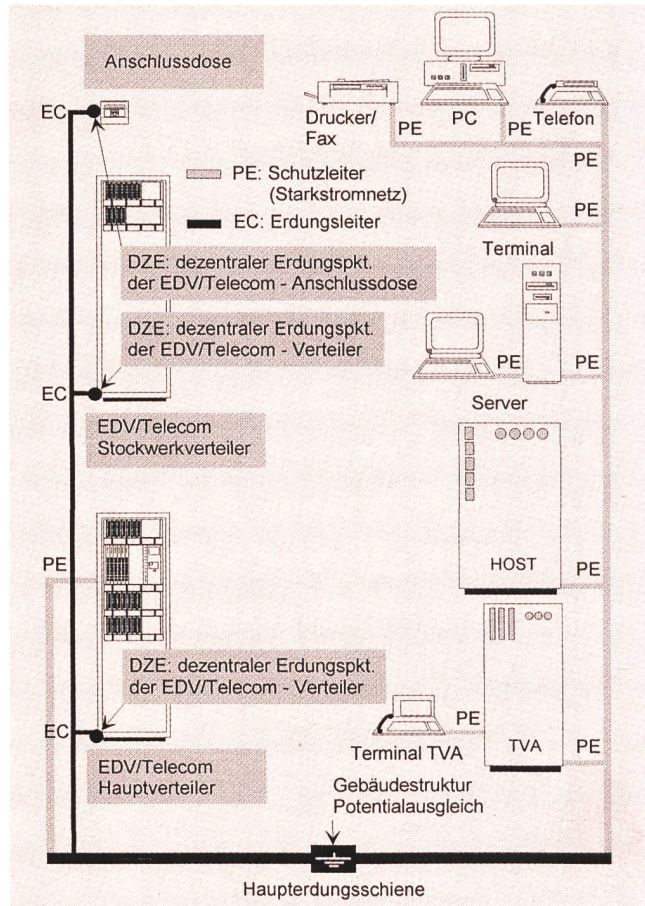 Anschlussdose
EC
Drucker/
Fax
PE
PC
PE
Telefon
PE
PE: Schutzleiter
(Starkstromnetz)
EC: Erdungsleiter
PE
Terminal
DZE: dezentraler Erdungspkt.
der EDV/Telecom - Anschlussdose
DZE: dezentraler Erdungspkt.
der EDV/Telecom - Verteiler
PE
PE
EC
Server
EDV/Telecom
Stockwerkverteiler
PE
HOST
PE
DZE: dezentraler Erdungspkt.
der EDV/Telecom - Verteiler
EC
PE
Terminal TVA
TVA
PE
EDV/Telecom
Hauptverteiler
Gebäudestruktur
Potentialausgleich
Haupterdungsschiene